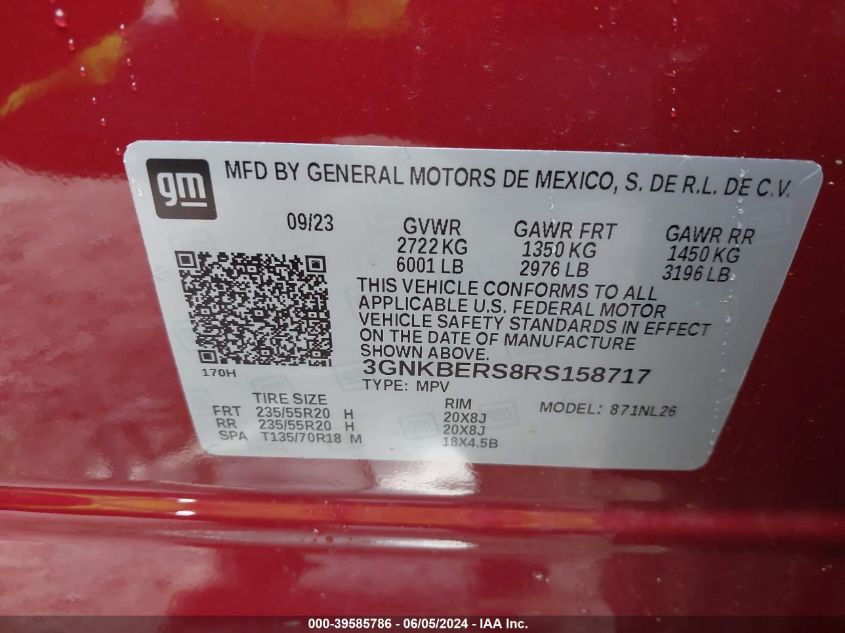 gm
MFD BY GENERAL MOTORS DE MEXICO, S. DE R.L. DE C.V.
09/23
GVWR GAWR FRT GAWR RR
2722 KG 1350 KG 1450 KG
6001 LB 2976 LB 3196 LB
THIS VEHICLE CONFORMS TO ALL
APPLICABLE U.S. FEDERAL MOTOR
VEHICLE SAFETY STANDARDS IN EFFECT
ON THE DATE OF MANUFACTURE
SHOWN ABOVE.
170H
3GNKBERS8RS158717
TYPE: MPV
TIRE SIZE RIM MODEL: 871NL26
FRT 235/55R20 H 20X8J
RR 235/55R20 H 20X8J
SPA T135/70R18 M 18X4.5B
000-39585786 - 06/05/2024 - IAA Inc.